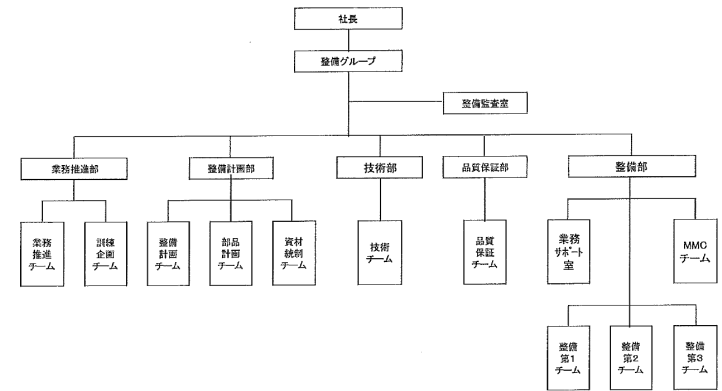 社長
整備グループ
整備監査室
業務推進部
整備計画部
技術部
品質保証部
整備部
業務
推進
チーム
訓練
企画
チーム
整備
計画
チーム
部品
計画
チーム
資材
統制
チーム
技術
チーム
品質
保証
チーム
業務
サポート
室
MMC
チーム
整備
第1
チーム
整備
第2
チーム
整備
第3
チーム